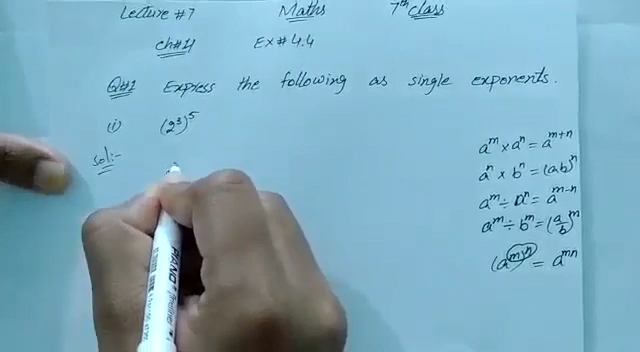 Lecture #7 Maths 7th Class
Ch#4 Ex#4.4
Q#1 Express the following as single exponents.
(i) (2³)⁵
Sol:-
aᵐ × aⁿ = aᵐ⁺ⁿ
aⁿ × bⁿ = (ab)ⁿ
aᵐ ÷ aⁿ = aᵐ⁻ⁿ
aᵐ ÷ bᵐ = (a/b)ᵐ
(aᵐ)ⁿ = aᵐⁿ
PIANO